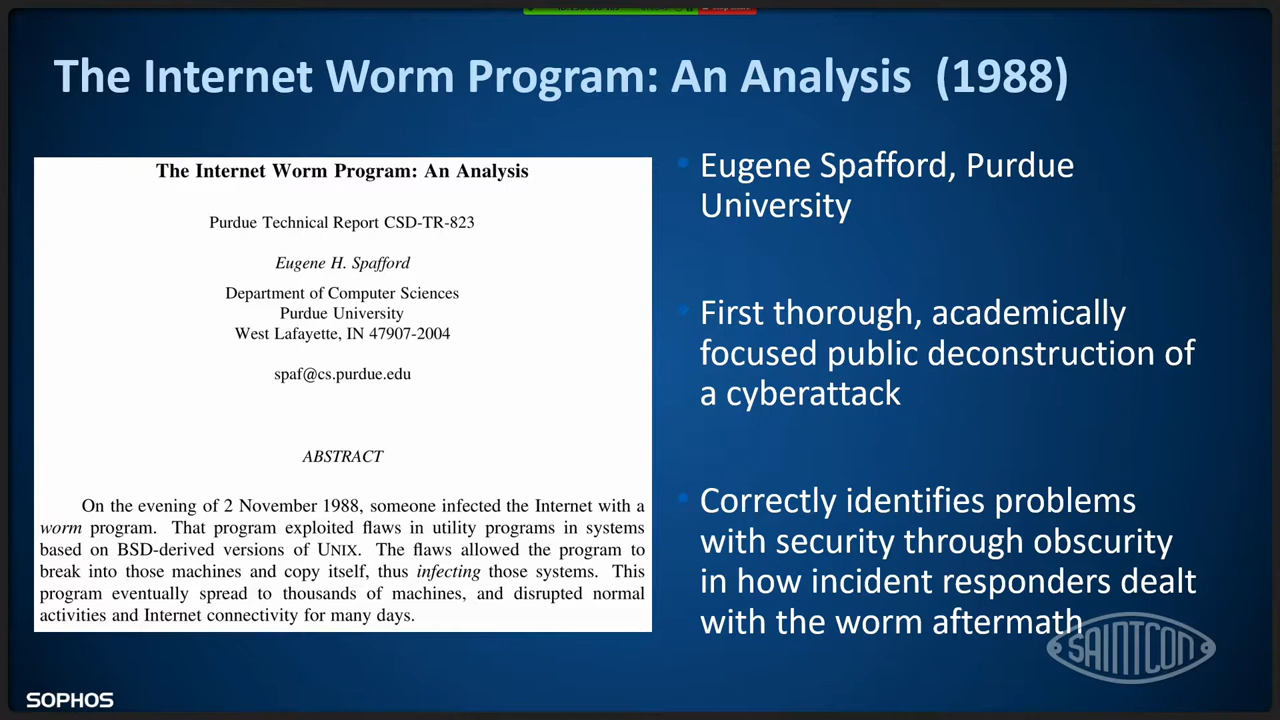 The Internet Worm Program: An Analysis (1988)
The Internet Worm Program: An Analysis
Purdue Technical Report CSD-TR-823
Eugene H. Spafford
Department of Computer Sciences
Purdue University
West Lafayette, IN 47907-2004
spaf@cs.purdue.edu
ABSTRACT
On the evening of 2 November 1988, someone infected the Internet with a
worm program. That program exploited flaws in utility programs in systems
based on BSD-derived versions of UNIX. The flaws allowed the program to
break into those machines and copy itself, thus infecting those systems. This
program eventually spread to thousands of machines, and disrupted normal
activities and Internet connectivity for many days.
• Eugene Spafford, Purdue
University
• First thorough, academically
focused public deconstruction of
a cyberattack
• Correctly identifies problems
with security through obscurity
in how incident responders dealt
with the worm aftermath
SAINTCON
SOPHOS